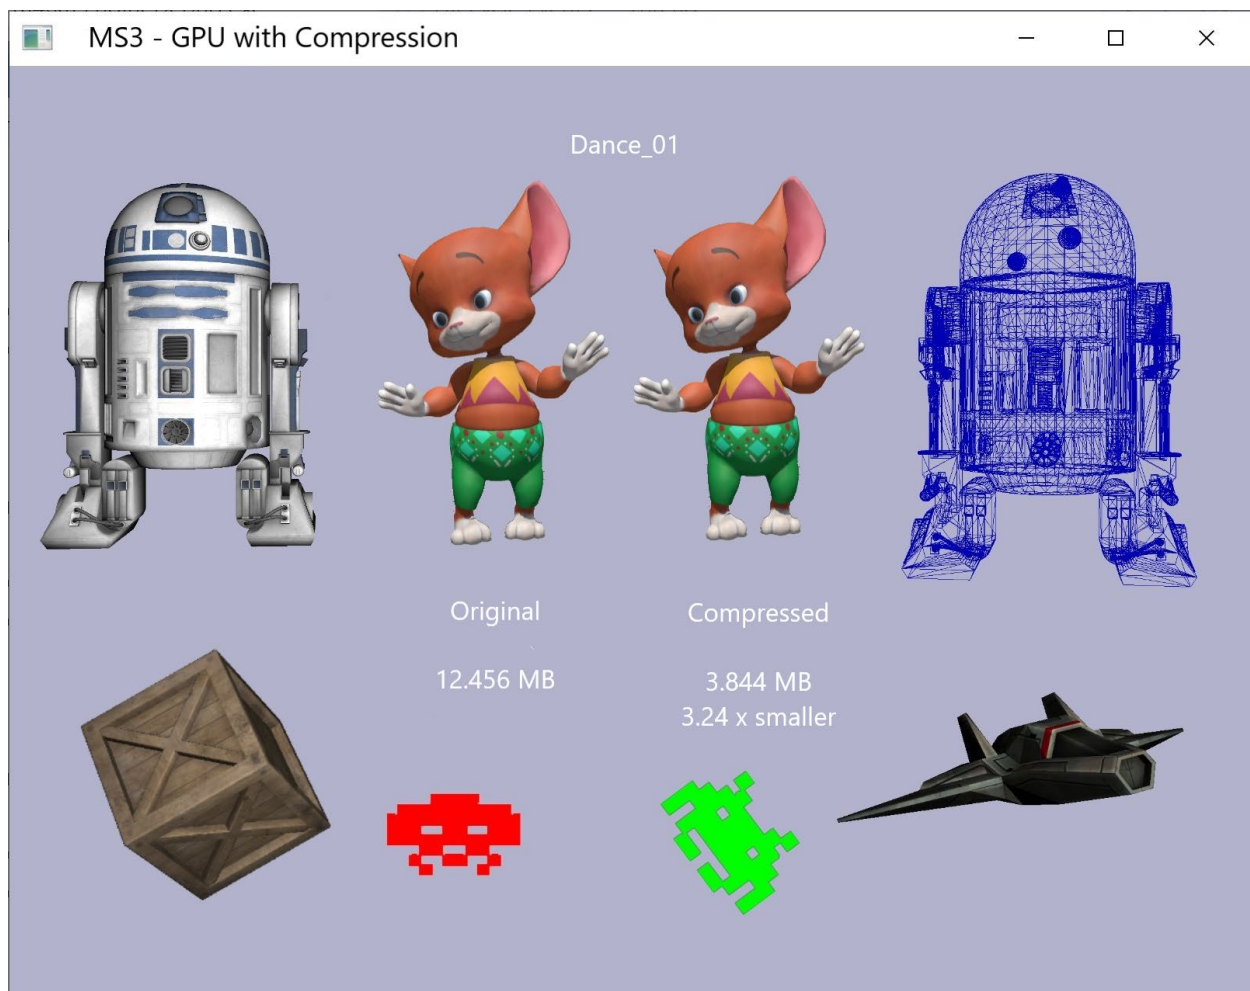 MS3 - GPU with Compression
Dance_01
Original
Compressed
12.456 MB
3.844 MB
3.24 x smaller